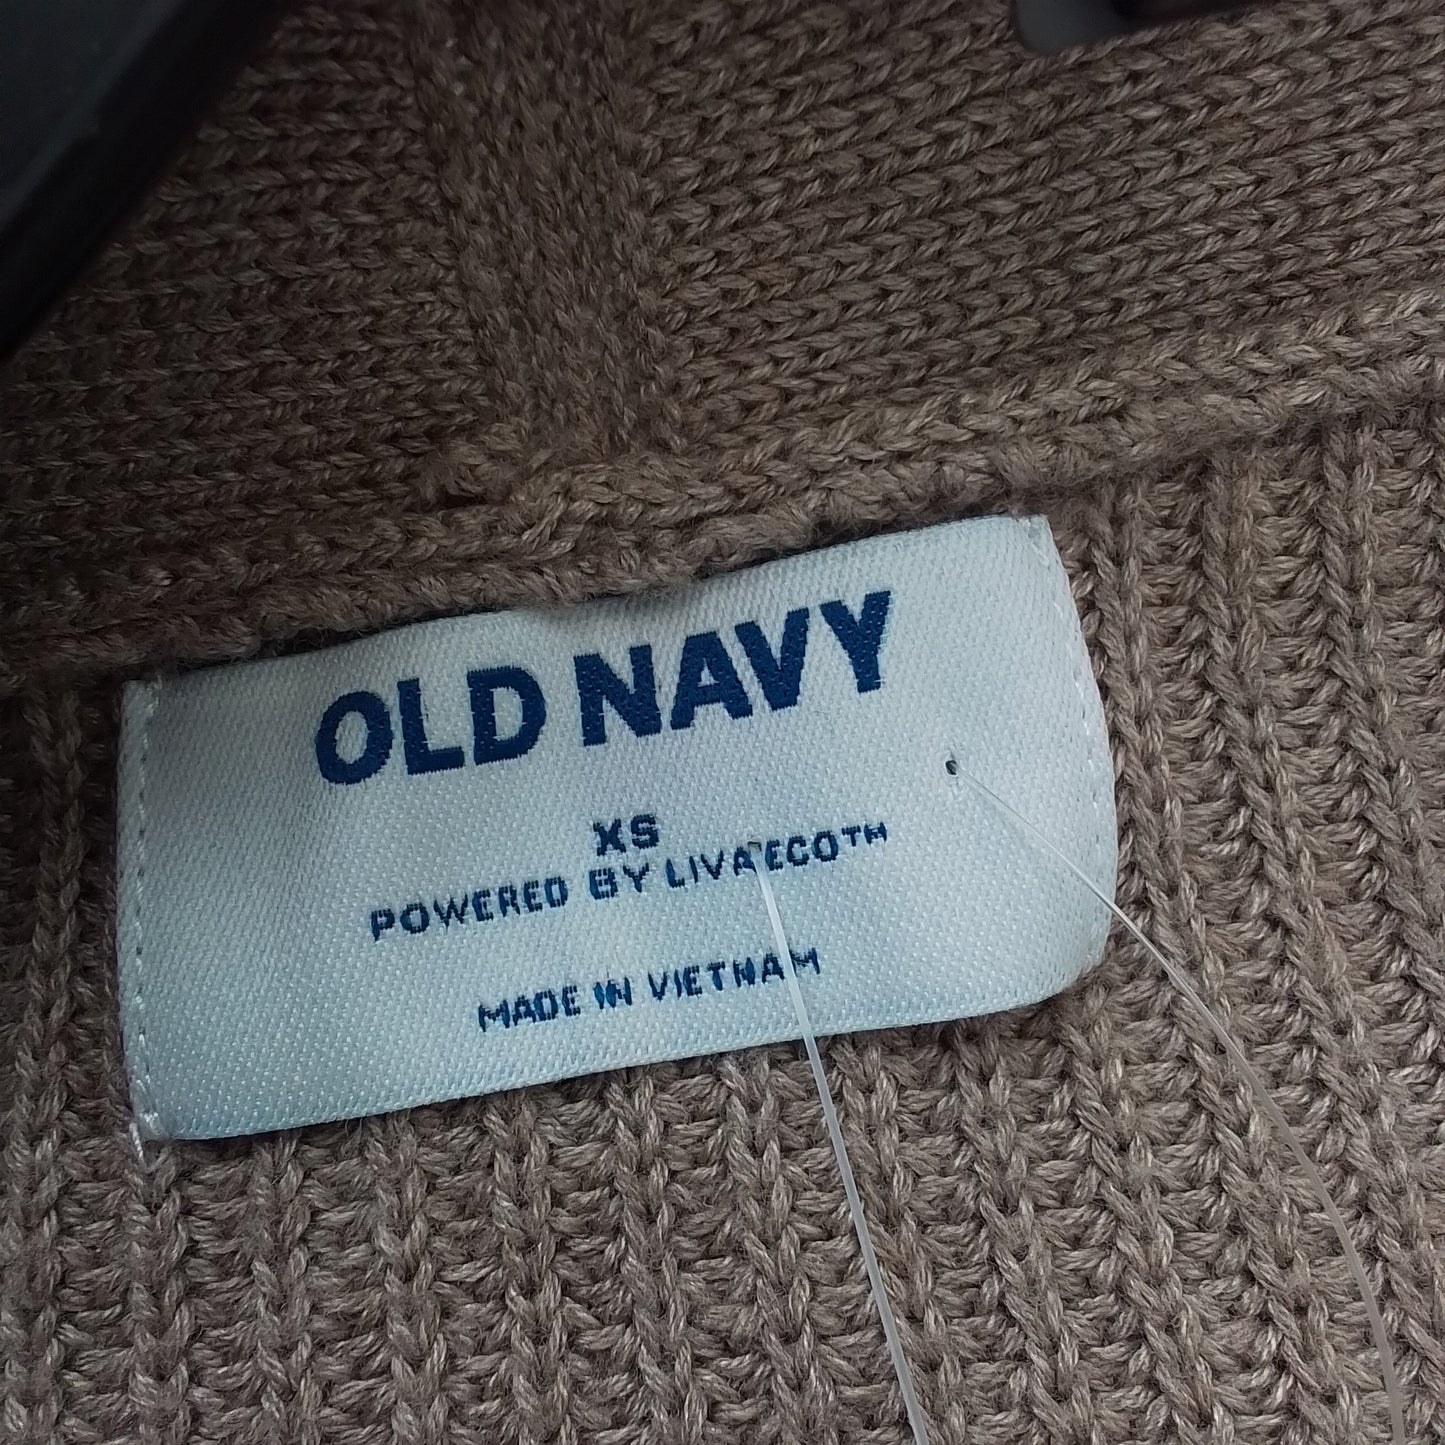 OLD NAVY
XS
POWERED BY LIVAECO™
MADE IN VIETNAM